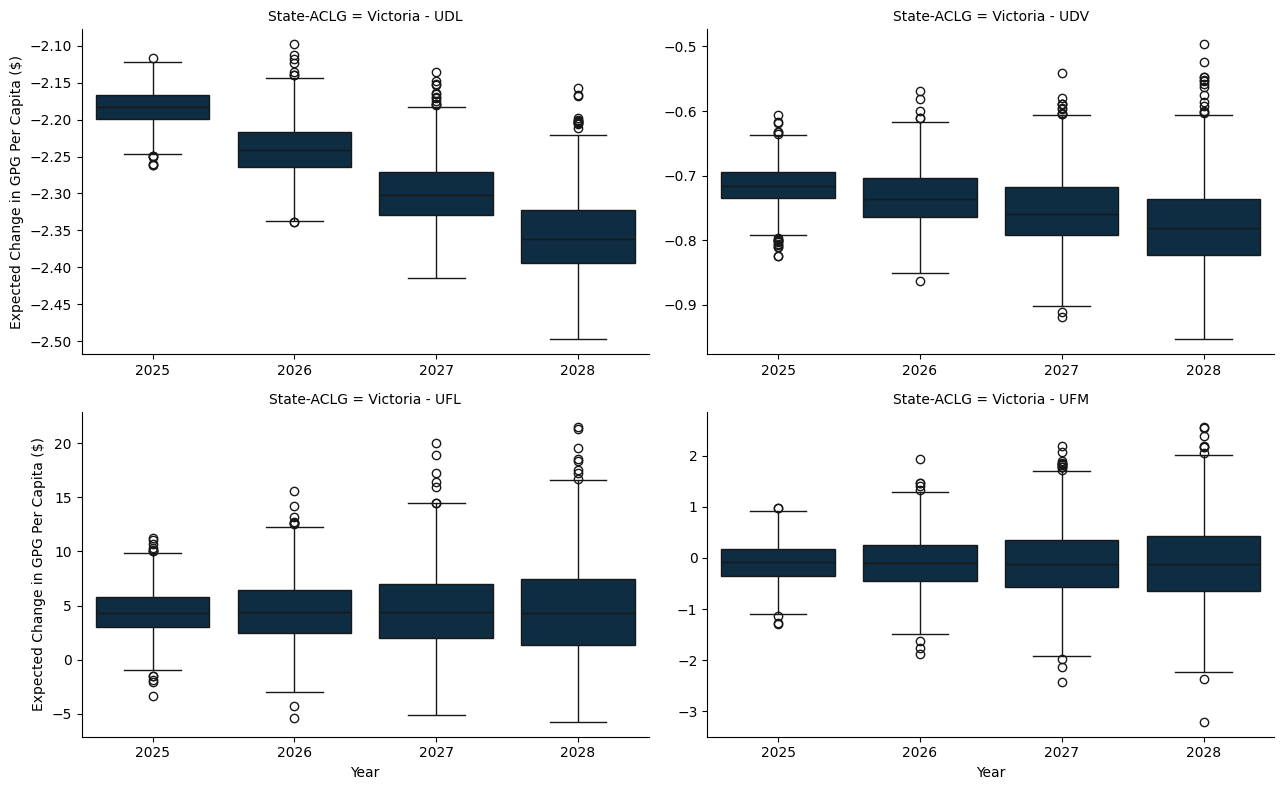 State-ACLG = Victoria - UDL
Expected Change in GPG Per Capita ($)
−2.10
−2.15
−2.20
−2.25
−2.30
−2.35
−2.40
−2.45
−2.50
2025 2026 2027 2028
State-ACLG = Victoria - UDV
−0.5
−0.6
−0.7
−0.8
−0.9
2025 2026 2027 2028
State-ACLG = Victoria - UFL
Expected Change in GPG Per Capita ($)
20
15
10
5
0
−5
2025 2026 2027 2028
Year
State-ACLG = Victoria - UFM
2
1
0
−1
−2
−3
2025 2026 2027 2028
Year